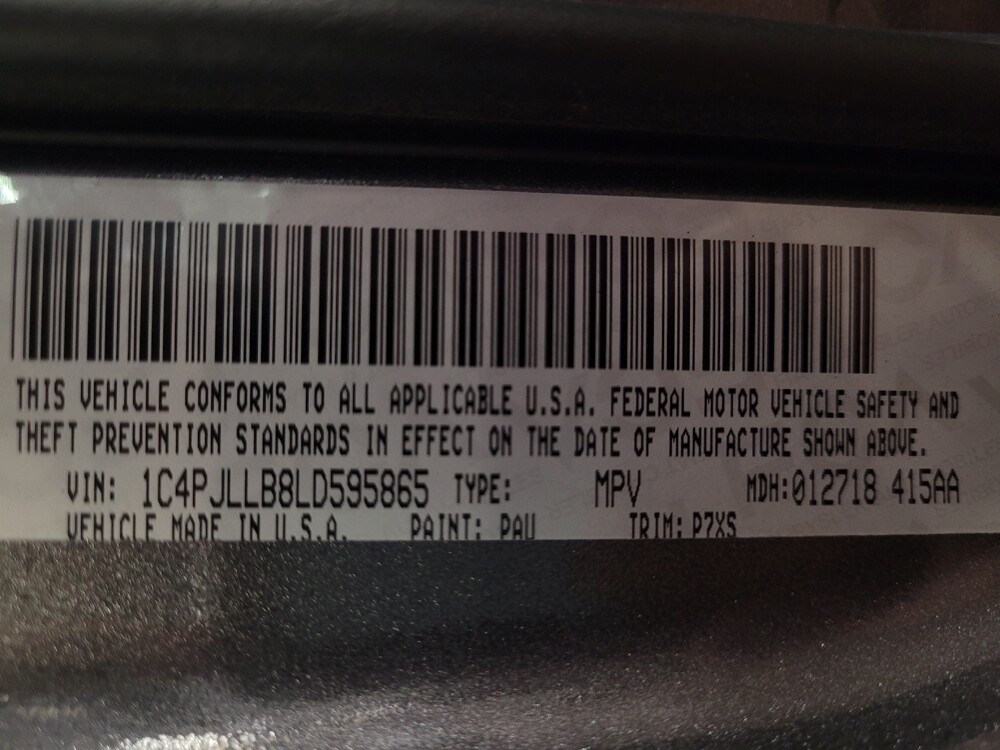 THIS VEHICLE CONFORMS TO ALL APPLICABLE U.S.A. FEDERAL MOTOR VEHICLE SAFETY AND
THEFT PREVENTION STANDARDS IN EFFECT ON THE DATE OF MANUFACTURE SHOWN ABOVE.
VIN: 1C4PJLLB8LD595865 TYPE: MPV MDH:012718 415AA
VEHICLE MADE IN U.S.A. PAINT: PAU TRIM: P7XS